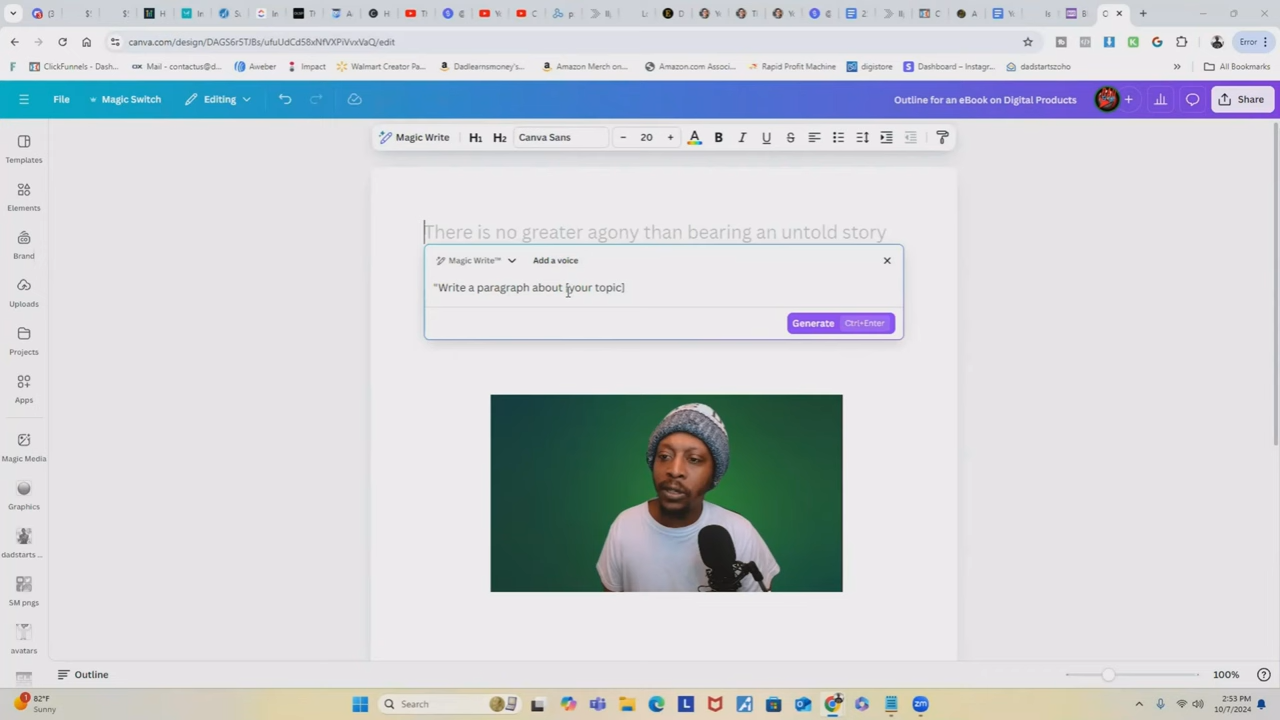 canva.com/design/DAGS6r5TJBs/ufuUdCd58xNfVXPiVvxVaQ/edit
Error
ClickFunnels - Dash...
Mail - contactus@d...
Aweber
Impact
Walmart Creator Pa...
Dadlearnsmoney's...
Amazon Merch on...
Amazon.com Associ...
Rapid Profit Machine
digistore
Dashboard – Instagr...
dadstartszoho
All Bookmarks
File
Magic Switch
Editing
Outline for an eBook on Digital Products
Share
Magic Write
H1
H2
Canva Sans
– 20 +
A
B
I
U
S
Templates
Elements
Brand
Uploads
Projects
Apps
Magic Media
Graphics
dadstarts ...
SM pngs
avatars
There is no greater agony than bearing an untold story
Magic Write™
Add a voice
"Write a paragraph about [your topic]
Generate
Ctrl+Enter
Outline
100%
82°F
Sunny
Search
2:53 PM
10/7/2024